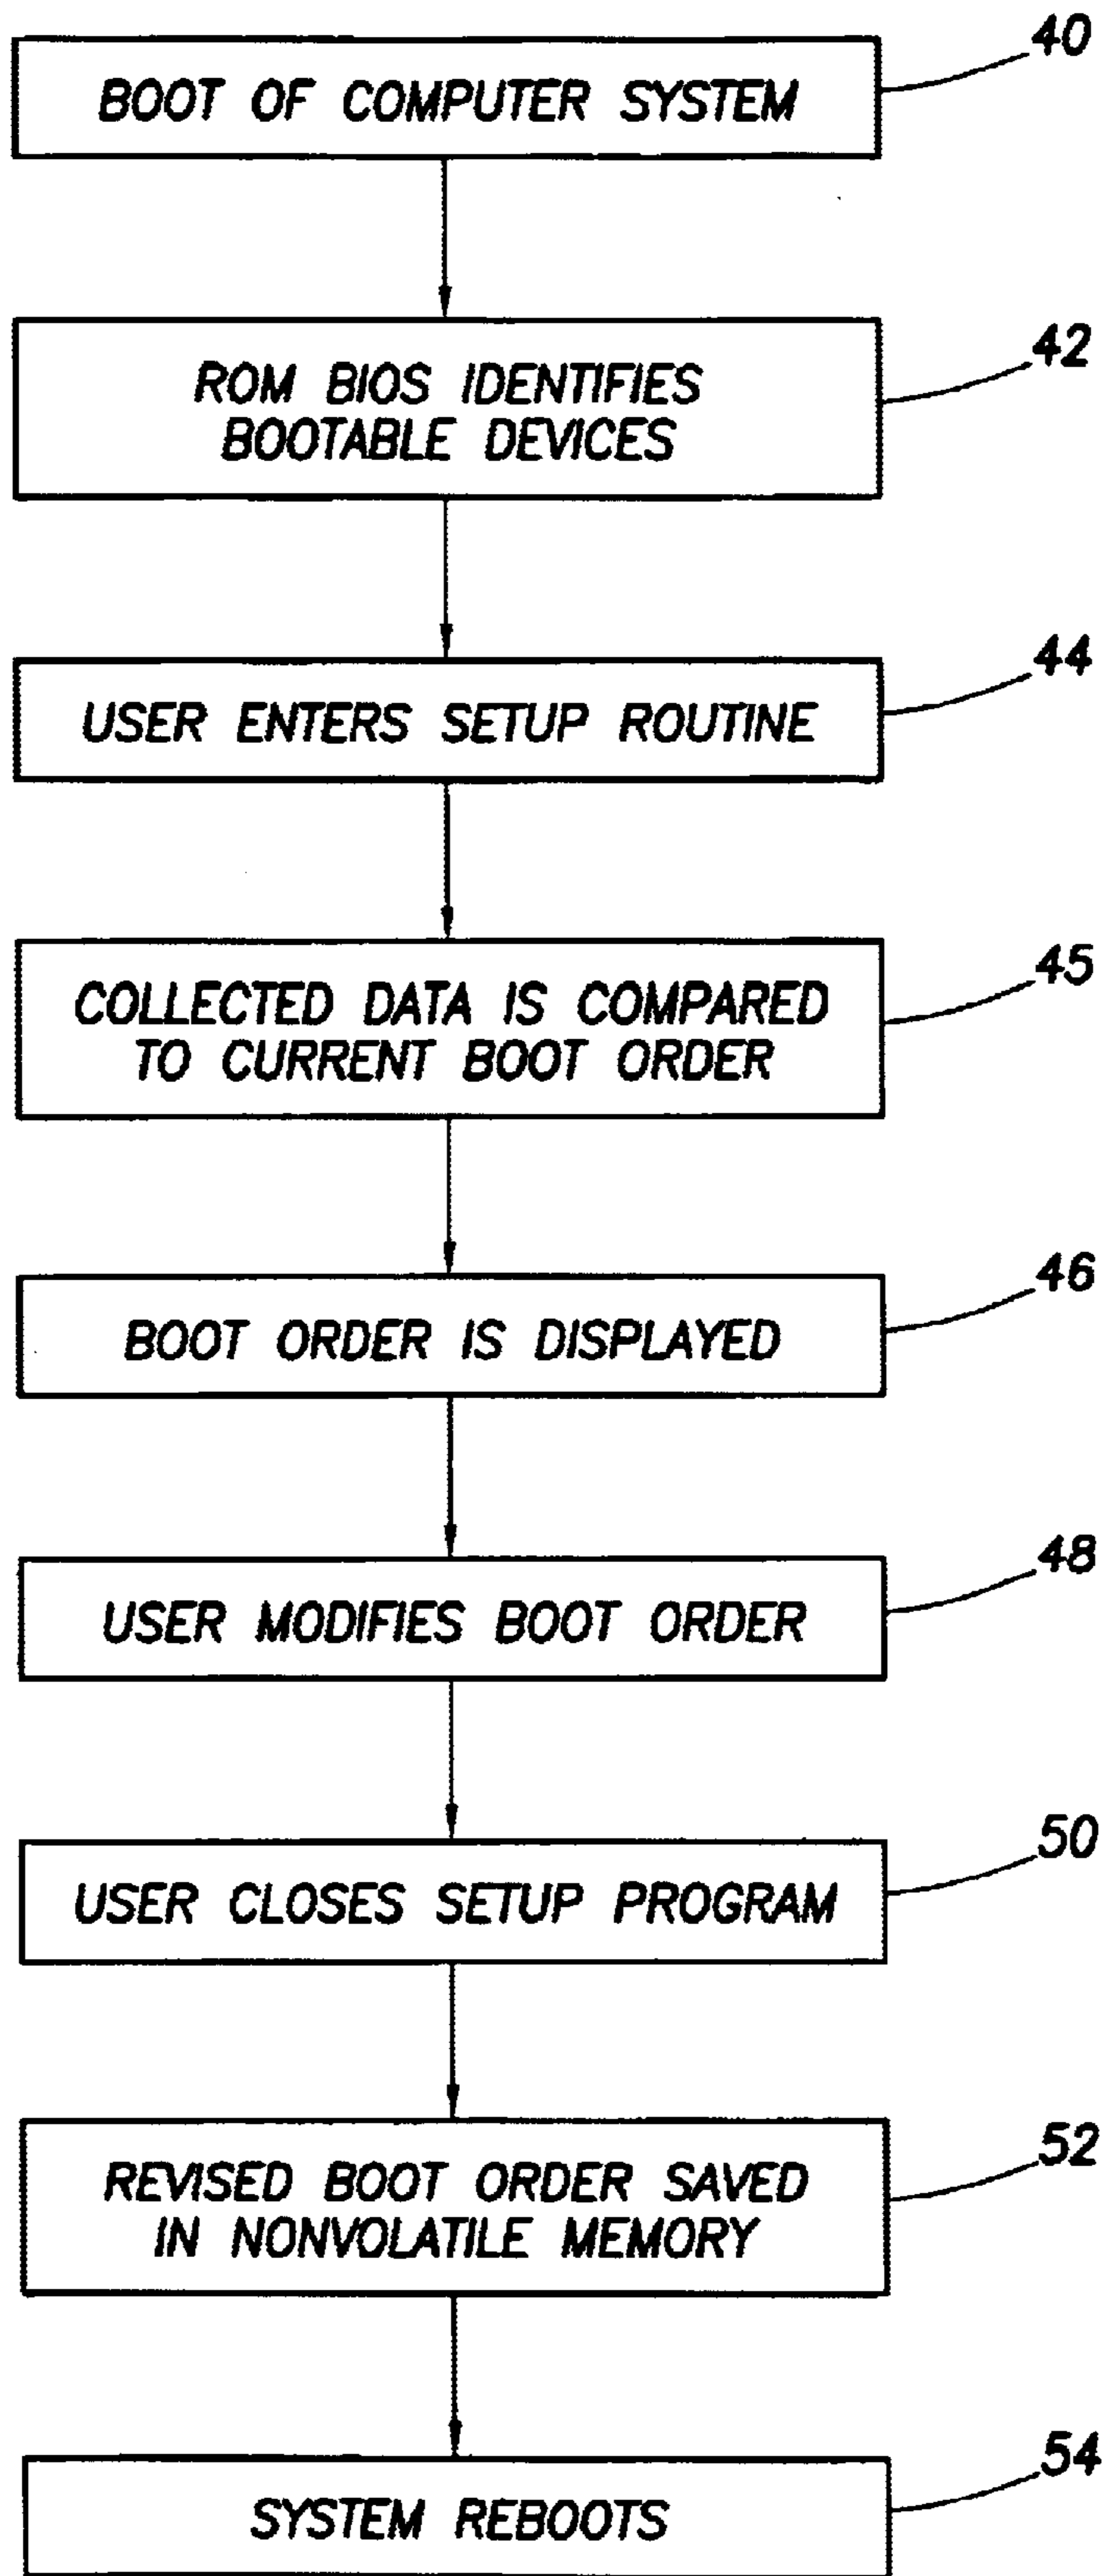 40
BOOT OF COMPUTER SYSTEM
42
ROM BIOS IDENTIFIES
BOOTABLE DEVICES
44
USER ENTERS SETUP ROUTINE
45
COLLECTED DATA IS COMPARED
TO CURRENT BOOT ORDER
46
BOOT ORDER IS DISPLAYED
48
USER MODIFIES BOOT ORDER
50
USER CLOSES SETUP PROGRAM
52
REVISED BOOT ORDER SAVED
IN NONVOLATILE MEMORY
54
SYSTEM REBOOTS